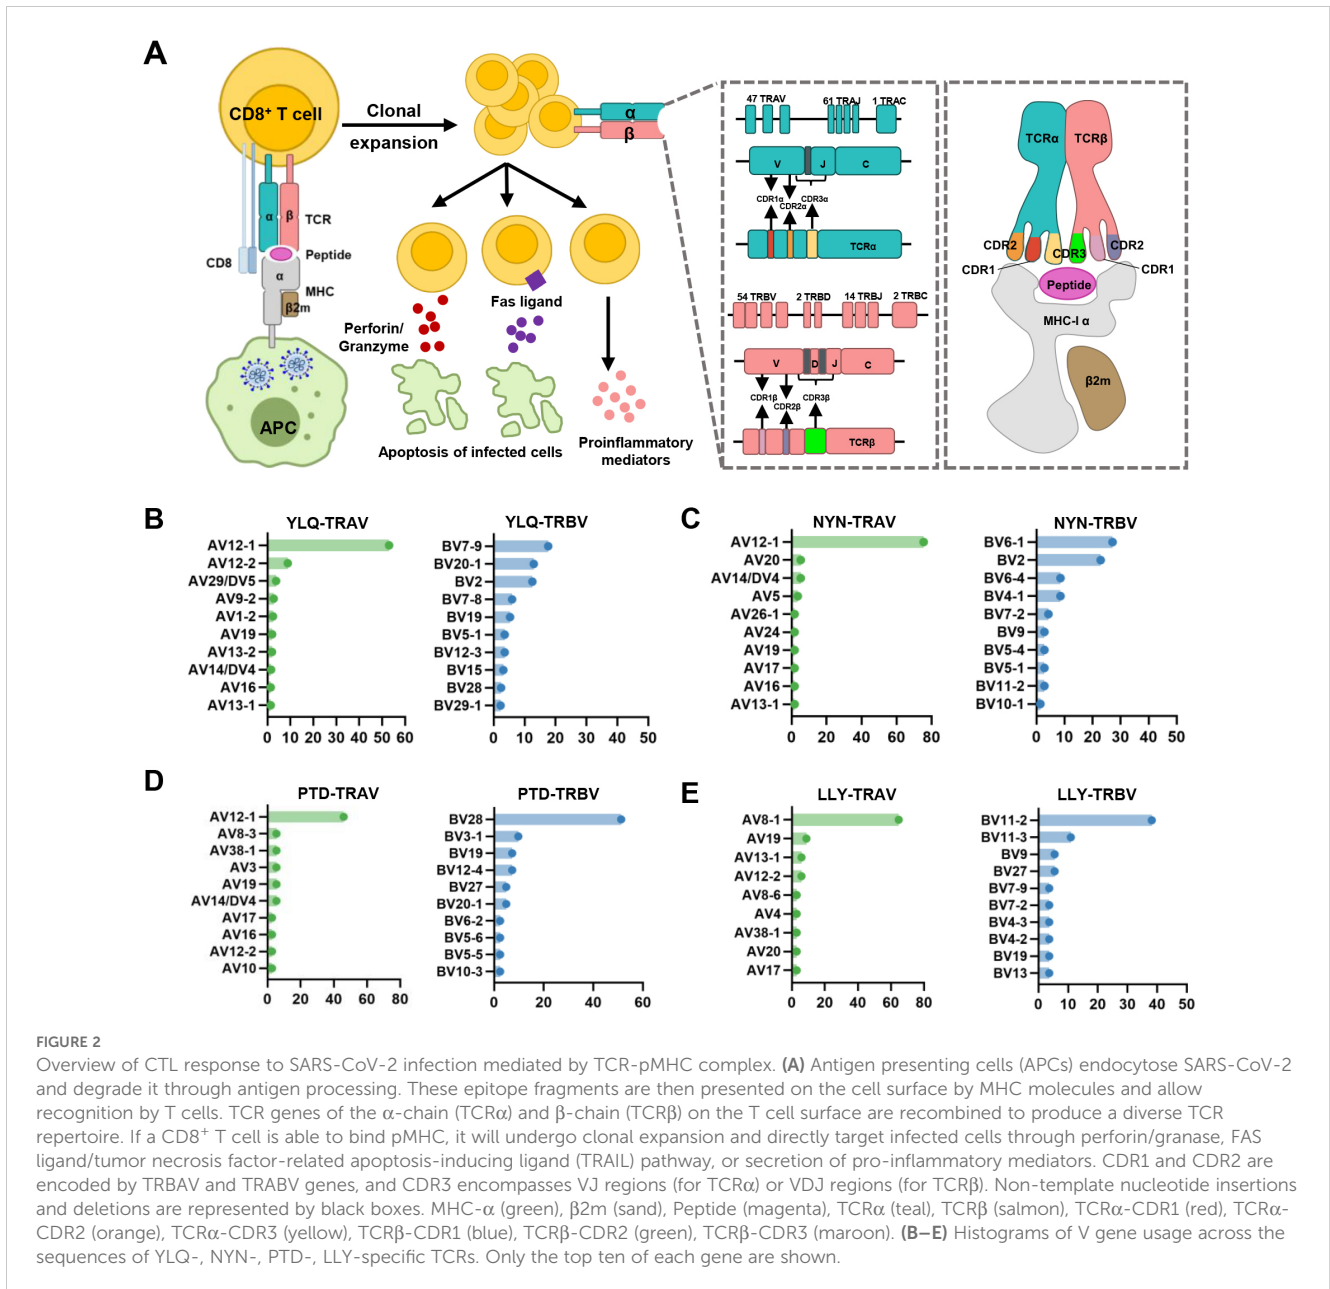 A
CD8⁺ T cell
Clonal
expansion
α
β
α
β
TCR
Peptide
CD8
α
MHC
β2m
APC
Fas ligand
Perforin/
Granzyme
Apoptosis of infected cells
Proinflammatory
mediators
47 TRAV
61 TRAJ
1 TRAC
V
J
C
CDR1α
CDR2α
CDR3α
TCRα
54 TRBV
2 TRBD
14 TRBJ
2 TRBC
V
D
J
C
CDR1β
CDR2β
CDR3β
TCRβ
TCRα
TCRβ
CDR2
CDR3
CDR2
CDR1
CDR1
Peptide
MHC-I α
β2m
B
YLQ-TRAV
AV12-1
AV12-2
AV29/DV5
AV9-2
AV1-2
AV19
AV13-2
AV14/DV4
AV16
AV13-1
0 10 20 30 40 50 60
YLQ-TRBV
BV7-9
BV20-1
BV2
BV7-8
BV19
BV5-1
BV12-3
BV15
BV28
BV29-1
0 10 20 30 40 50
C
NYN-TRAV
AV12-1
AV20
AV14/DV4
AV5
AV26-1
AV24
AV19
AV17
AV16
AV13-1
0 20 40 60 80
NYN-TRBV
BV6-1
BV2
BV6-4
BV4-1
BV7-2
BV9
BV5-4
BV5-1
BV11-2
BV10-1
0 10 20 30 40 50
D
PTD-TRAV
AV12-1
AV8-3
AV38-1
AV3
AV19
AV14/DV4
AV17
AV16
AV12-2
AV10
0 20 40 60 80
PTD-TRBV
BV28
BV3-1
BV19
BV12-4
BV27
BV20-1
BV6-2
BV5-6
BV5-5
BV10-3
0 20 40 60
E
LLY-TRAV
AV8-1
AV19
AV13-1
AV12-2
AV8-6
AV4
AV38-1
AV20
AV17
0 20 40 60 80
LLY-TRBV
BV11-2
BV11-3
BV9
BV27
BV7-9
BV7-2
BV4-3
BV4-2
BV19
BV13
0 10 20 30 40 50
FIGURE 2
Overview of CTL response to SARS-CoV-2 infection mediated by TCR-pMHC complex. (A) Antigen presenting cells (APCs) endocytose SARS-CoV-2
and degrade it through antigen processing. These epitope fragments are then presented on the cell surface by MHC molecules and allow
recognition by T cells. TCR genes of the α-chain (TCRα) and β-chain (TCRβ) on the T cell surface are recombined to produce a diverse TCR
repertoire. If a CD8⁺ T cell is able to bind pMHC, it will undergo clonal expansion and directly target infected cells through perforin/granase, FAS
ligand/tumor necrosis factor-related apoptosis-inducing ligand (TRAIL) pathway, or secretion of pro-inflammatory mediators. CDR1 and CDR2 are
encoded by TRBAV and TRABV genes, and CDR3 encompasses VJ regions (for TCRα) or VDJ regions (for TCRβ). Non-template nucleotide insertions
and deletions are represented by black boxes. MHC-α (green), β2m (sand), Peptide (magenta), TCRα (teal), TCRβ (salmon), TCRα-CDR1 (red), TCRα-
CDR2 (orange), TCRα-CDR3 (yellow), TCRβ-CDR1 (blue), TCRβ-CDR2 (green), TCRβ-CDR3 (maroon). (B–E) Histograms of V gene usage across the
sequences of YLQ-, NYN-, PTD-, LLY-specific TCRs. Only the top ten of each gene are shown.